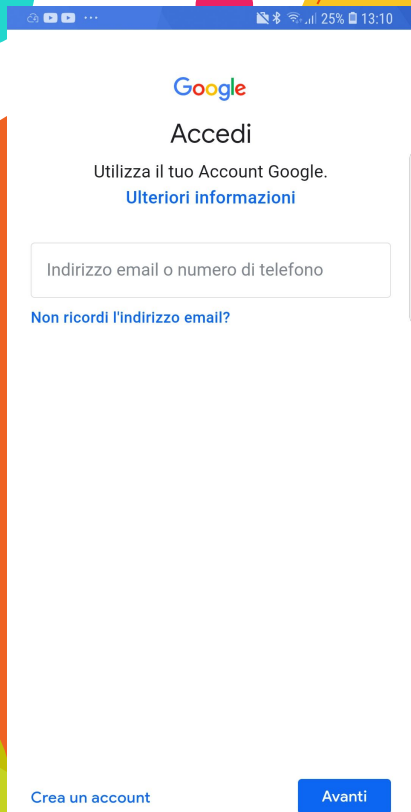 25% 13:10
Google
Accedi
Utilizza il tuo Account Google.
Ulteriori informazioni
Indirizzo email o numero di telefono
Non ricordi l'indirizzo email?
Crea un account
Avanti